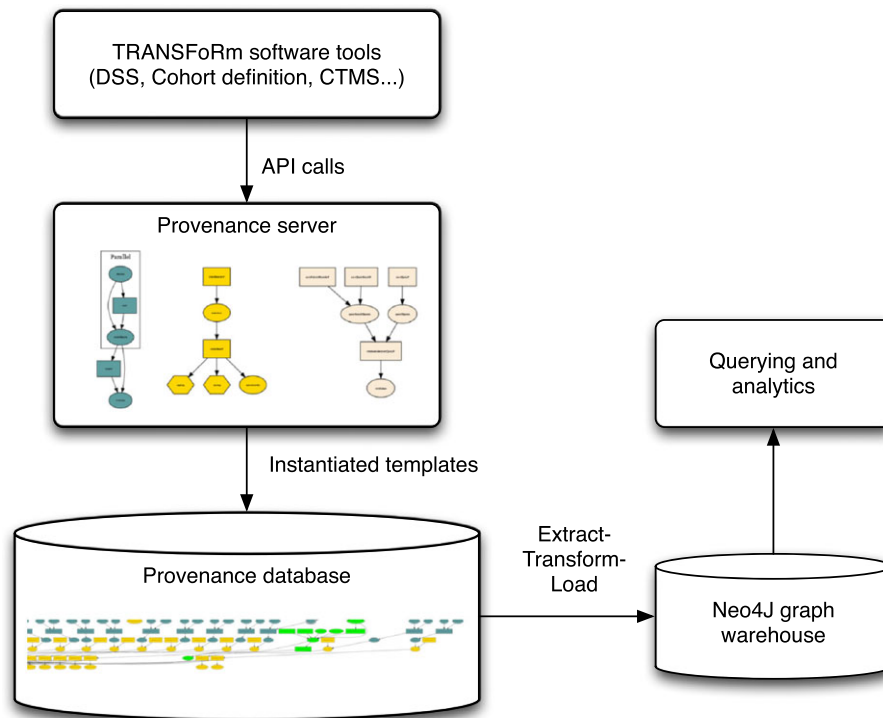 TRANSFoRm software tools
(DSS, Cohort definition, CTMS...)
API calls
Provenance server
Parallel
Instantiated templates
Provenance database
Extract-
Transform-
Load
Neo4J graph
warehouse
Querying and
analytics